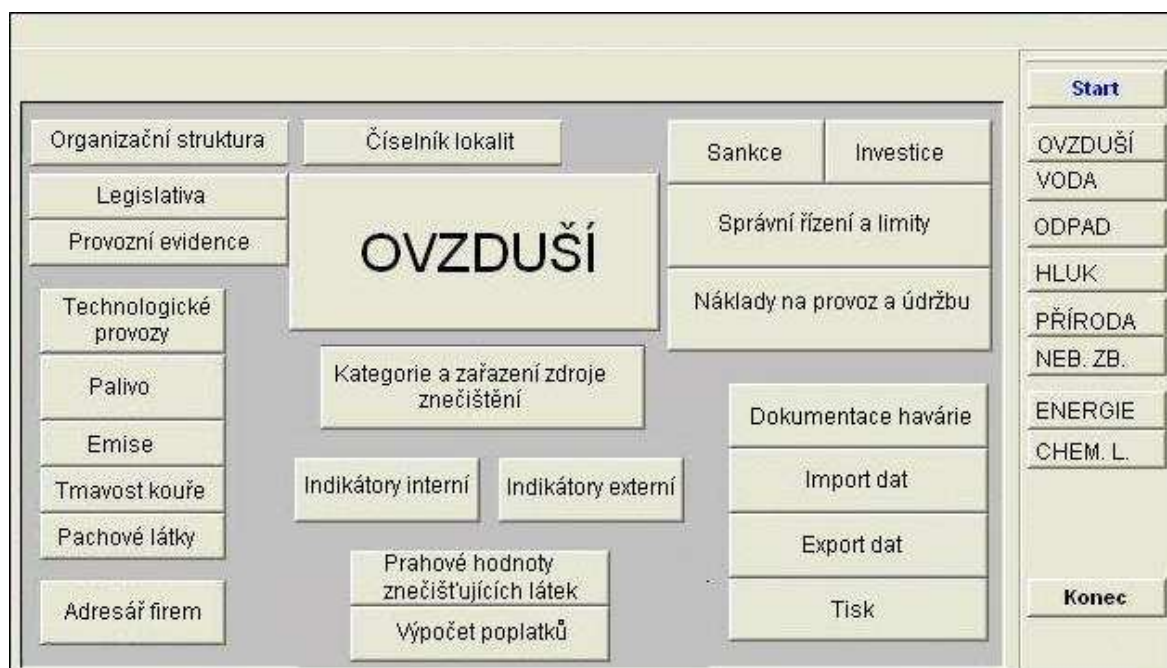 Organizační struktura
Číselník lokalit
Sankce
Investice
Legislativa
Provozní evidence
OVZDUŠÍ
Správní řízení a limity
Náklady na provoz a údržbu
Technologické
provozy
Palivo
Emise
Tmavost kouře
Pachové látky
Adresář firem
Kategorie a zařazení zdroje
znečištění
Indikátory interní
Indikátory externí
Prahové hodnoty
znečišťujících látek
Výpočet poplatků
Dokumentace havárie
Import dat
Export dat
Tisk
Start
OVZDUŠÍ
VODA
ODPAD
HLUK
PŘÍRODA
NEB. ZB.
ENERGIE
CHEM. L.
Konec